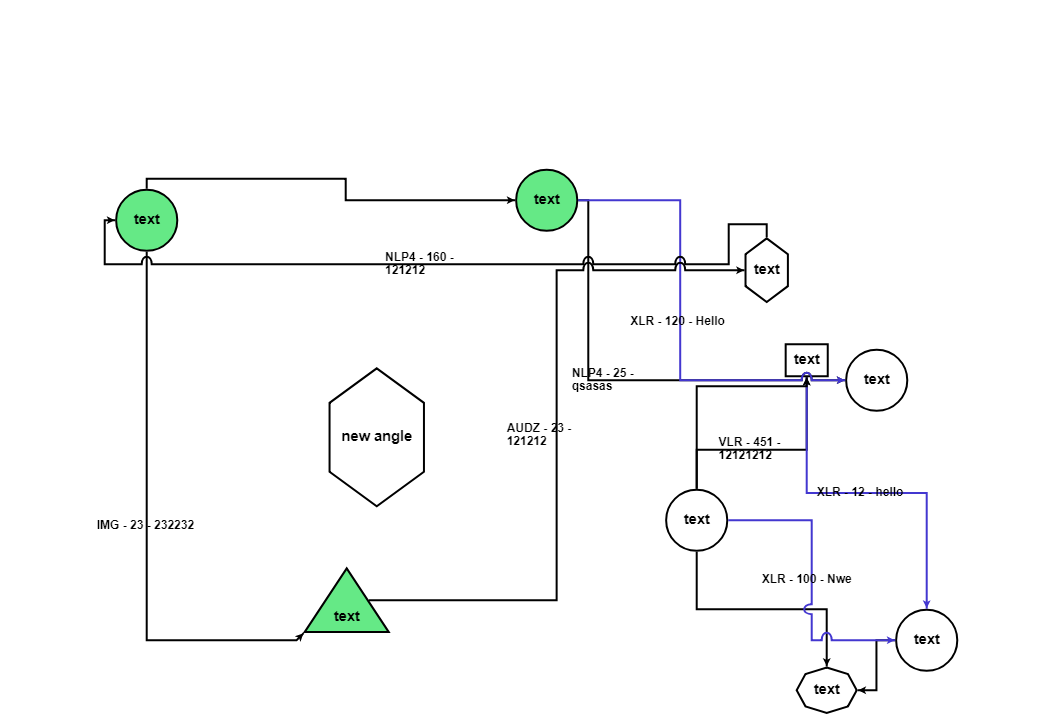 text
text
NLP4 - 160 -
121212
text
XLR - 120 - Hello
text
text
NLP4 - 25 -
qsasas
AUDZ - 23 -
121212
new angle
VLR - 451 -
12121212
XLR - 12 - hello
IMG - 23 - 232232
text
XLR - 100 - Nwe
text
text
text